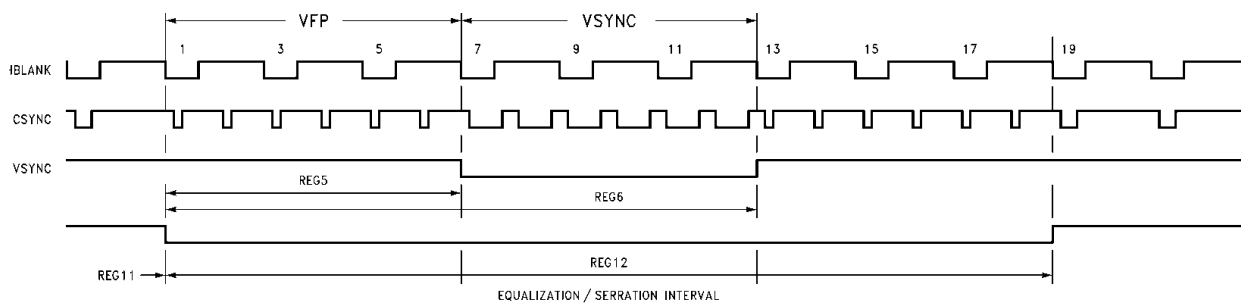 VFP VSYNC
1 3 5 7 9 11 13 15 17 19
HBLANK
CSYNC
VSYNC
REG5
REG6
REG11 REG12
EQUALIZATION / SERRATION INTERVAL